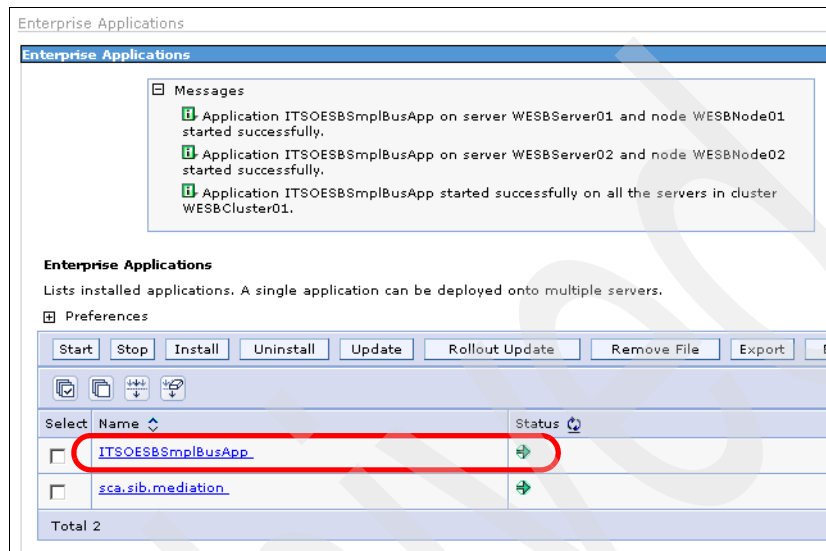 Enterprise Applications
Enterprise Applications
Messages
Application ITSOESBSmplBusApp on server WESBServer01 and node WESBNode01
started successfully.
Application ITSOESBSmplBusApp on server WESBServer02 and node WESBNode02
started successfully.
Application ITSOESBSmplBusApp started successfully on all the servers in cluster
WESBCluster01.
Enterprise Applications
Lists installed applications. A single application can be deployed onto multiple servers.
Preferences
Start Stop Install Uninstall Update Rollout Update Remove File Export
Select Name Status
ITSOESBSmplBusApp
sca.sib.mediation
Total 2